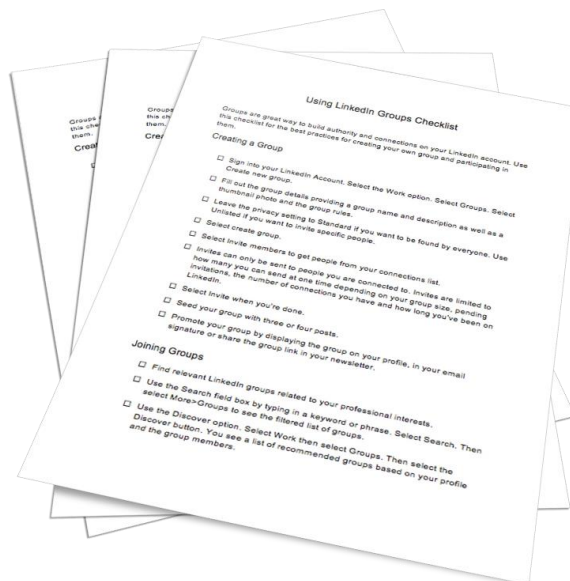 Groups
this che
them.
Creat
Groups
this che
them.
Crea
Using LinkedIn Groups Checklist
Groups are great way to build authority and connections on your LinkedIn account. Use
this checklist for the best practices for creating your own group and participating in
them.
Creating a Group
☐ Sign into your LinkedIn Account. Select the Work option. Select Groups. Select
Create new group.
☐ Fill out the group details providing a group name and description as well as a
thumbnail photo and the group rules.
☐ Leave the privacy setting to Standard if you want to be found by everyone. Use
Unlisted if you want to invite specific people.
☐ Select create group.
☐ Select Invite members to get people from your connections list.
☐ Invites can only be sent to people you are connected to. Invites are limited to
how many you can send at one time depending on your group size, pending
invitations, the number of connections you have and how long you've been on
LinkedIn.
☐ Select Invite when you're done.
☐ Seed your group with three or four posts.
☐ Promote your group by displaying the group on your profile, in your email
signature or share the group link in your newsletter.
Joining Groups
☐ Find relevant LinkedIn groups related to your professional interests.
☐ Use the Search field box by typing in a keyword or phrase. Select Search. Then
select More>Groups to see the filtered list of groups.
☐ Use the Discover option. Select Work then select Groups. Then select the
Discover button. You see a list of recommended groups based on your profile
and the group members.